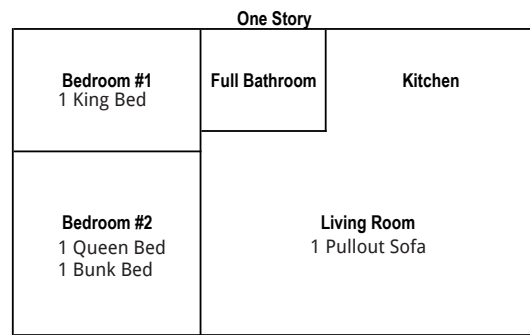 One Story
Bedroom #1
1 King Bed
Full Bathroom
Kitchen
Bedroom #2
1 Queen Bed
1 Bunk Bed
Living Room
1 Pullout Sofa